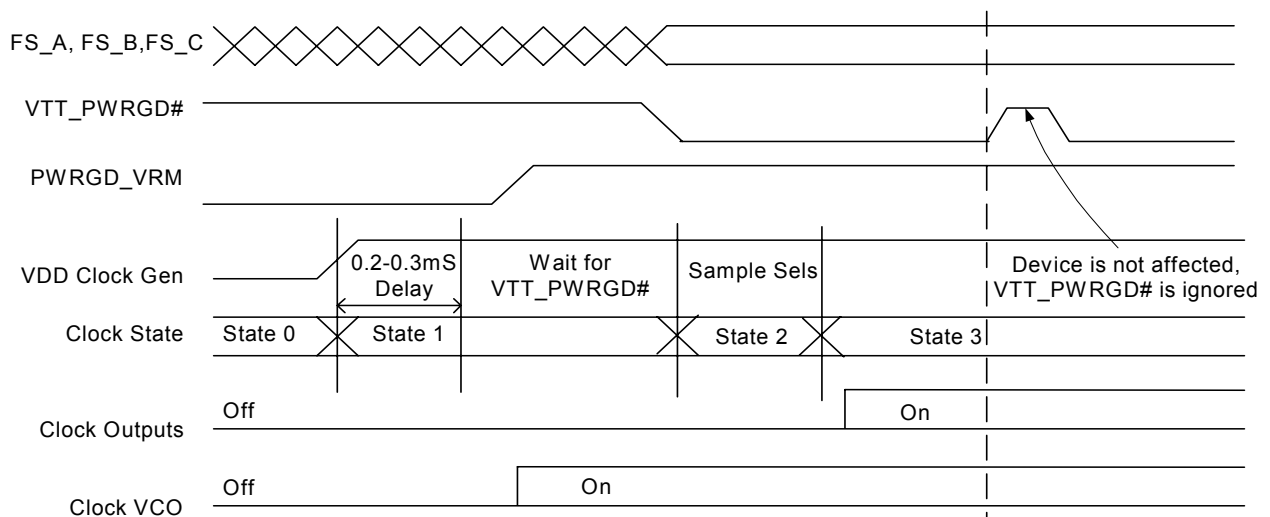 FS_A, FS_B,FS_C
VTT_PWRGD#
PWRGD_VRM
VDD Clock Gen
0.2-0.3mS
Delay
Wait for
VTT_PWRGD#
Sample Sels
Device is not affected,
VTT_PWRGD# is ignored
Clock State
State 0
State 1
State 2
State 3
Clock Outputs
Off
On
Clock VCO
Off
On